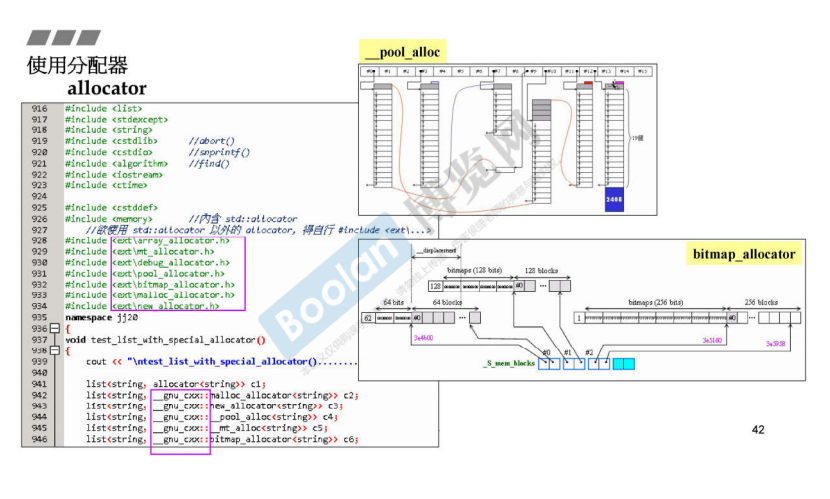 使用分配器
allocator
916 #include <list>
917 #include <stdexcept>
918 #include <string>
919 #include <cstdlib> //abort()
920 #include <cstdio> //snprintf()
921 #include <algorithm> //find()
922 #include <iostream>
923 #include <ctime>
924
925 #include <cstddef>
926 #include <memory> //內含 std::allocator
927 //欲使用 std::allocator 以外的 allocator, 得自行 #include <ext\...>
928 #include <ext\array_allocator.h>
929 #include <ext\mt_allocator.h>
930 #include <ext\debug_allocator.h>
931 #include <ext\pool_allocator.h>
932 #include <ext\bitmap_allocator.h>
933 #include <ext\malloc_allocator.h>
934 #include <ext\new_allocator.h>
935 namespace jj20
936 {
937 void test_list_with_special_allocator()
938 {
939 cout << "\ntest_list_with_special_allocator().........
940
941 list<string, allocator<string>> c1;
942 list<string, __gnu_cxx::malloc_allocator<string>> c2;
943 list<string, __gnu_cxx::new_allocator<string>> c3;
944 list<string, __gnu_cxx::__pool_alloc<string>> c4;
945 list<string, __gnu_cxx::__mt_alloc<string>> c5;
946 list<string, __gnu_cxx::bitmap_allocator<string>> c6;
__pool_alloc
#0 #1 #2 #3 #4 #5 #6 #7 #8 #9 #10 #11 #12 #13 #14 #15
19個
3408
bitmap_allocator
__displacement
bitmaps (128 bits) 128 blocks
128 #0 ...
64 bits 64 blocks bitmaps (256 bits) 256 blocks
62 #0 ... 1 #0 ...
3e4h00 3e5160 3e5958
#0 #1 #2
_S_mem_blocks
Boolan 博览网
42